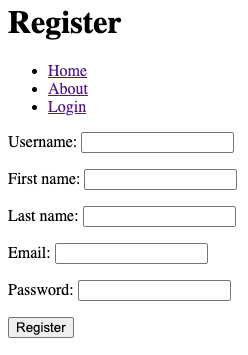 Register
Home
About
Login
Username:
First name:
Last name:
Email:
Password:
Register